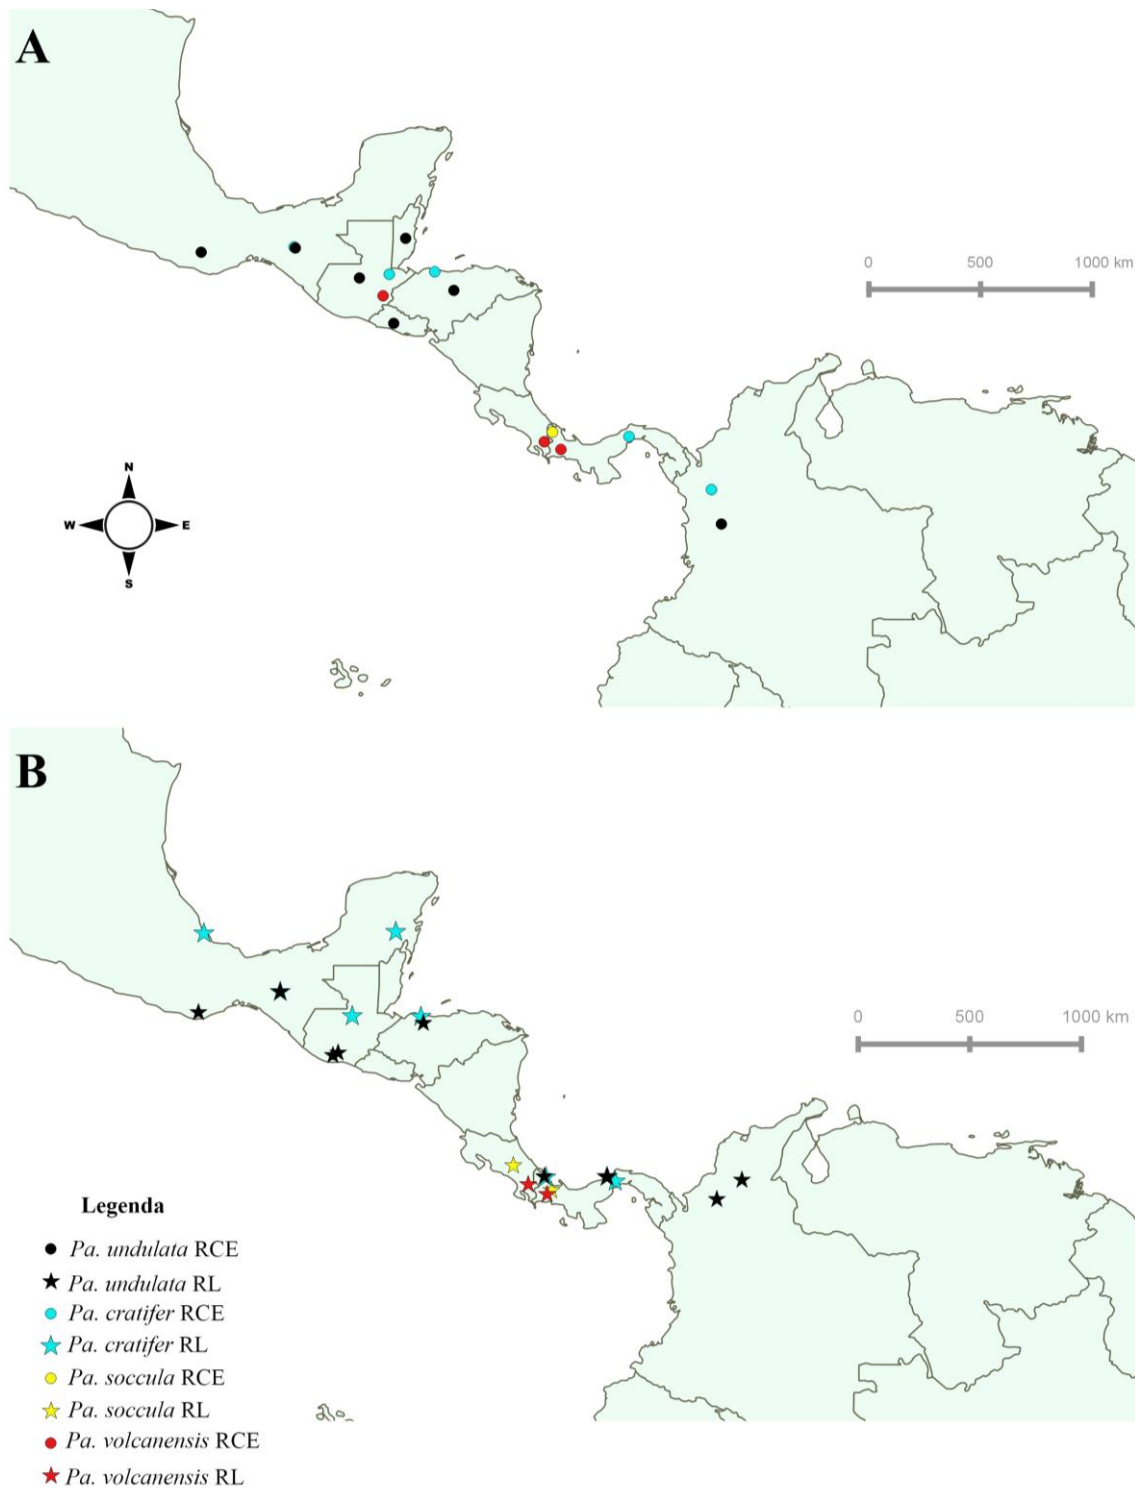 A
0 500 1000 km
N
W E
S
B
0 500 1000 km
Legenda
Pa. undulata RCE
Pa. undulata RL
Pa. cratifer RCE
Pa. cratifer RL
Pa. soccula RCE
Pa. soccula RL
Pa. volcanensis RCE
Pa. volcanensis RL